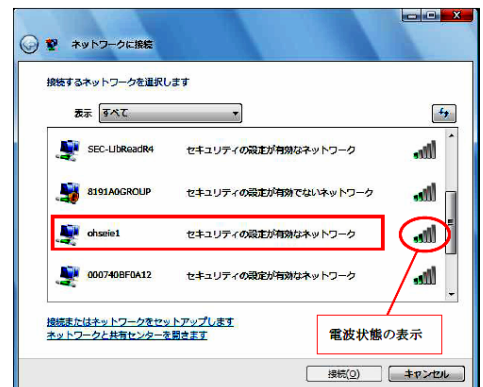 ネットワークに接続
接続するネットワークを選択します
表示 すべて
SEC-LibReadR4 セキュリティの設定が有効なネットワーク
8191A0GROUP セキュリティの設定が有効でないネットワーク
ohseie1 セキュリティの設定が有効なネットワーク
000740BF0A12 セキュリティの設定が有効なネットワーク
接続またはネットワークをセットアップします
ネットワークと共有センターを開きます
電波状態の表示
接続(O) キャンセル